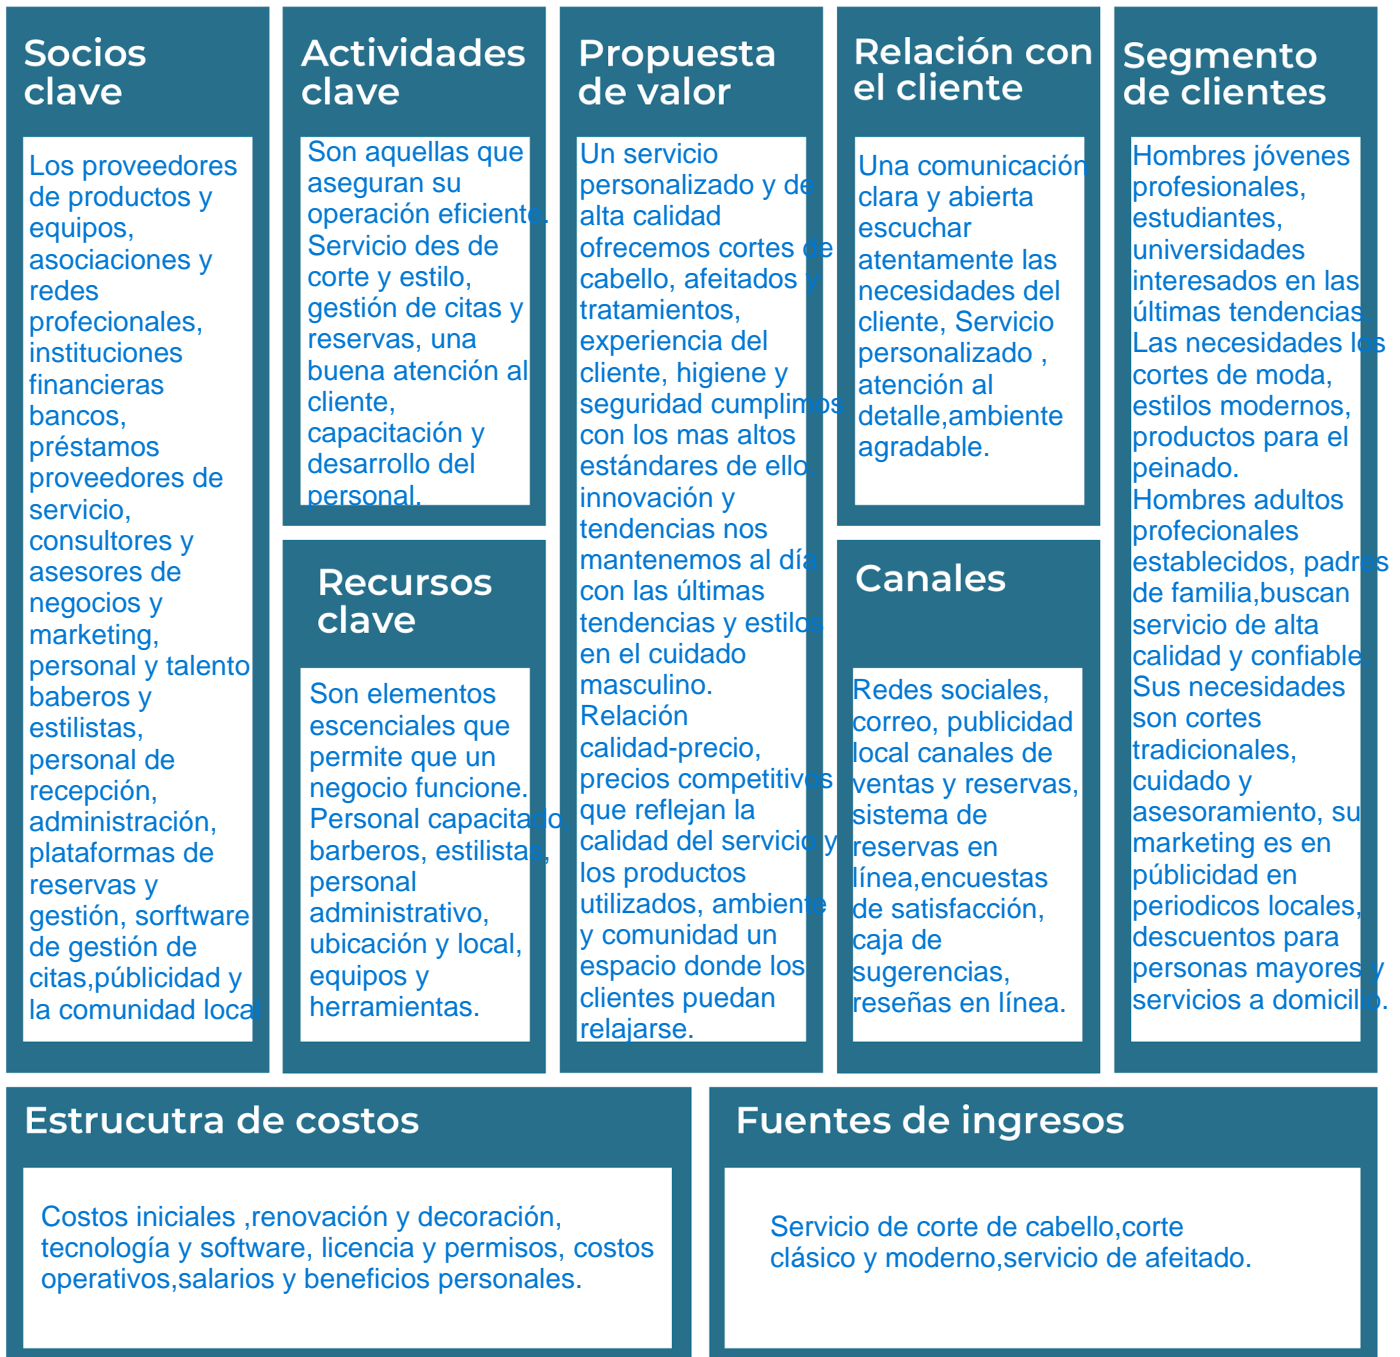 Socios
clave
Los proveedores
de productos y
equipos,
asociaciones y
redes
profecionales,
instituciones
financieras
bancos,
préstamos
proveedores de
servicio,
consultores y
asesores de
negocios y
marketing,
personal y talento
baberos y
estilistas,
personal de
recepción,
administración,
plataformas de
reservas y
gestión, sorftware
de gestión de
citas,públicidad y
la comunidad local
Actividades
clave
Son aquellas que
aseguran su
operación eficiente.
Servicio des de
corte y estilo,
gestión de citas y
reservas, una
buena atención al
cliente,
capacitación y
desarrollo del
personal.
Recursos
clave
Son elementos
escenciales que
permite que un
negocio funcione.
Personal capacitado,
barberos, estilistas,
personal
administrativo,
ubicación y local,
equipos y
herramientas.
Propuesta
de valor
Un servicio
personalizado y de
alta calidad
ofrecemos cortes de
cabello, afeitados y
tratamientos,
experiencia del
cliente, higiene y
seguridad cumplimos
con los mas altos
estándares de ello,
innovación y
tendencias nos
mantenemos al día
con las últimas
tendencias y estilos
en el cuidado
masculino.
Relación
calidad-precio,
precios competitivos
que reflejan la
calidad del servicio y
los productos
utilizados, ambiente
y comunidad un
espacio donde los
clientes puedan
relajarse.
Relación con
el cliente
Una comunicación
clara y abierta
escuchar
atentamente las
necesidades del
cliente, Servicio
personalizado ,
atención al
detalle,ambiente
agradable.
Canales
Redes sociales,
correo, publicidad
local canales de
ventas y reservas,
sistema de
reservas en
línea,encuestas
de satisfacción,
caja de
sugerencias,
reseñas en línea.
Segmento
de clientes
Hombres jóvenes
profesionales,
estudiantes,
universidades
interesados en las
últimas tendencias.
Las necesidades los
cortes de moda,
estilos modernos,
productos para el
peinado.
Hombres adultos
profecionales
establecidos, padres
de familia,buscan
servicio de alta
calidad y confiable.
Sus necesidades
son cortes
tradicionales,
cuidado y
asesoramiento, su
marketing es en
públicidad en
periodicos locales,
descuentos para
personas mayores y
servicios a domicilio.
Estrucutra de costos
Costos iniciales ,renovación y decoración,
tecnología y software, licencia y permisos, costos
operativos,salarios y beneficios personales.
Fuentes de ingresos
Servicio de corte de cabello,corte
clásico y moderno,servicio de afeitado.